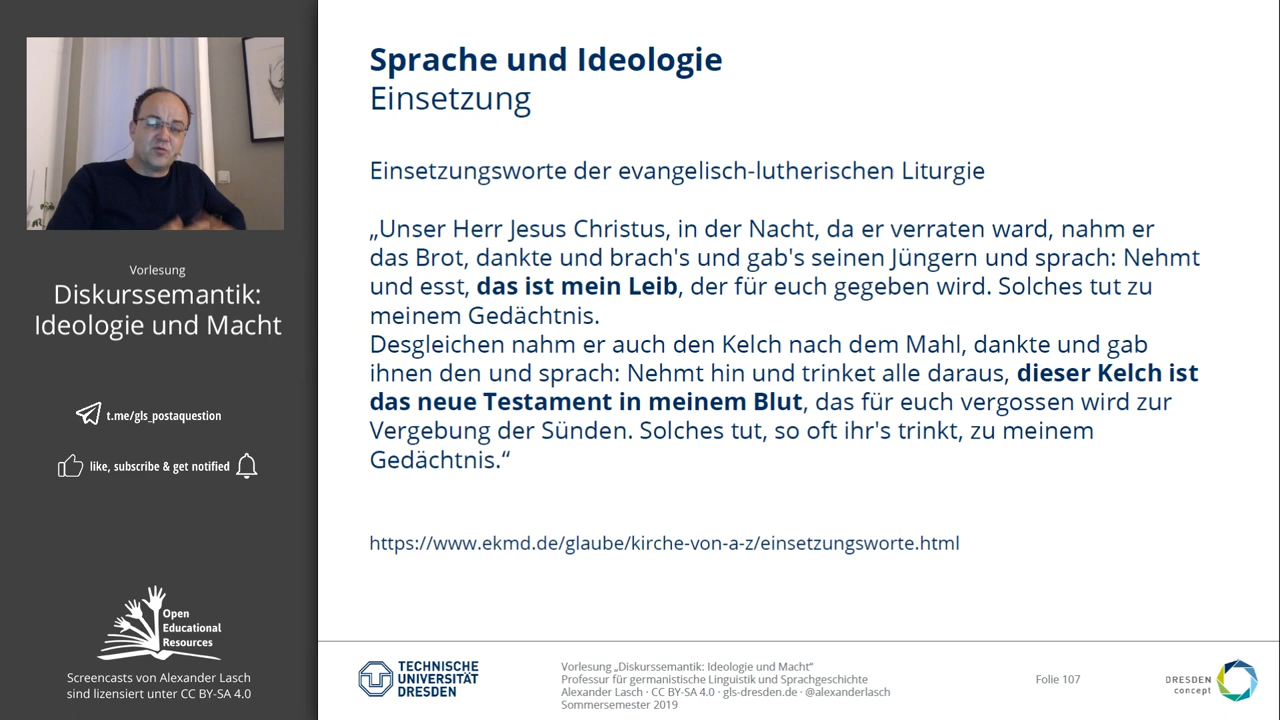 Vorlesung
Diskurssemantik:
Ideologie und Macht
t.me/gls_postaquestion
like, subscribe & get notified
Open
Educational
Resources
Screencasts von Alexander Lasch
sind lizensiert unter CC BY-SA 4.0
Sprache und Ideologie
Einsetzung
Einsetzungsworte der evangelisch-lutherischen Liturgie
„Unser Herr Jesus Christus, in der Nacht, da er verraten ward, nahm er
das Brot, dankte und brach's und gab's seinen Jüngern und sprach: Nehmt
und esst, das ist mein Leib, der für euch gegeben wird. Solches tut zu
meinem Gedächtnis.
Desgleichen nahm er auch den Kelch nach dem Mahl, dankte und gab
ihnen den und sprach: Nehmt hin und trinket alle daraus, dieser Kelch ist
das neue Testament in meinem Blut, das für euch vergossen wird zur
Vergebung der Sünden. Solches tut, so oft ihr's trinkt, zu meinem
Gedächtnis.“
https://www.ekmd.de/glaube/kirche-von-a-z/einsetzungsworte.html
TECHNISCHE
UNIVERSITÄT
DRESDEN
Vorlesung „Diskurssemantik: Ideologie und Macht“
Professur für germanistische Linguistik und Sprachgeschichte
Alexander Lasch · CC BY-SA 4.0 · gls-dresden.de · @alexanderlasch
Sommersemester 2019
Folie 107
DRESDEN
concept